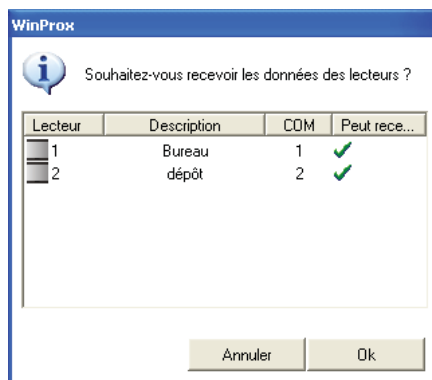 WinProx
Souhaitez-vous recevoir les données des lecteurs ?
Lecteur Description COM Peut rece...
1 Bureau 1
2 dépôt 2
Annuler Ok